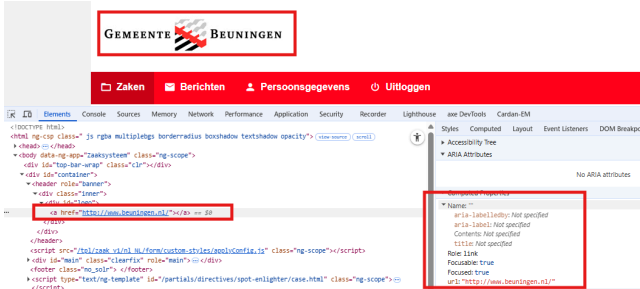 GEMEENTE BEUNINGEN
Zaken Berichten Persoonsgegevens Uitloggen
Elements Console Sources Memory Network Performance Application Security Recorder Lighthouse axe DevTools Cardan-EM
Styles Computed Layout Event Listeners DOM Breakpo
<!DOCTYPE html>
<html ng-csp class=" js rgba multiplebgs borderradius boxshadow textshadow opacity"> view-source scroll
<head> </head>
<body data-ng-app="Zaaksysteem" class="ng-scope">
<div id="top-bar-wrap" class="clr"></div>
<div id="container">
<header role="banner">
<div class="inner">
<div id="logo">
<a href="http://www.beuningen.nl/"></a> == $0
</div>
</div>
</header>
<script src="/tpl/zaak_v1/nl_NL/form/custom-styles/applyConfig.js" class="ng-scope"></script>
<div id="main" class="clearfix" role="main"> </div>
<footer class="no_solr"> </footer>
<script type="text/ng-template" id="/partials/directives/spot-enlighter/case.html" class="ng-scope">
</script>
Accessibility Tree
ARIA Attributes
No ARIA attributes
Computed Properties
Name: ""
aria-labelledby: Not specified
aria-label: Not specified
Contents: Not specified
title: Not specified
Role: link
Focusable: true
Focused: true
url: "http://www.beuningen.nl/"